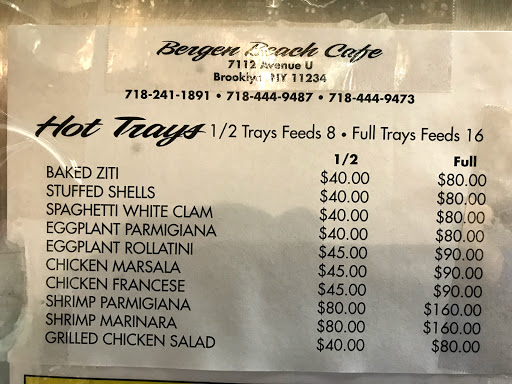 Bergen Beach Cafe
7112 Avenue U
Brooklyn NY 11234
718-241-1891 • 718-444-9487 • 718-444-9473
Hot Trays 1/2 Trays Feeds 8 • Full Trays Feeds 16
1/2 Full
BAKED ZITI $40.00 $80.00
STUFFED SHELLS $40.00 $80.00
SPAGHETTI WHITE CLAM $40.00 $80.00
EGGPLANT PARMIGIANA $40.00 $80.00
EGGPLANT ROLLATINI $45.00 $90.00
CHICKEN MARSALA $45.00 $90.00
CHICKEN FRANCESE $45.00 $90.00
SHRIMP PARMIGIANA $80.00 $160.00
SHRIMP MARINARA $80.00 $160.00
GRILLED CHICKEN SALAD $40.00 $80.00